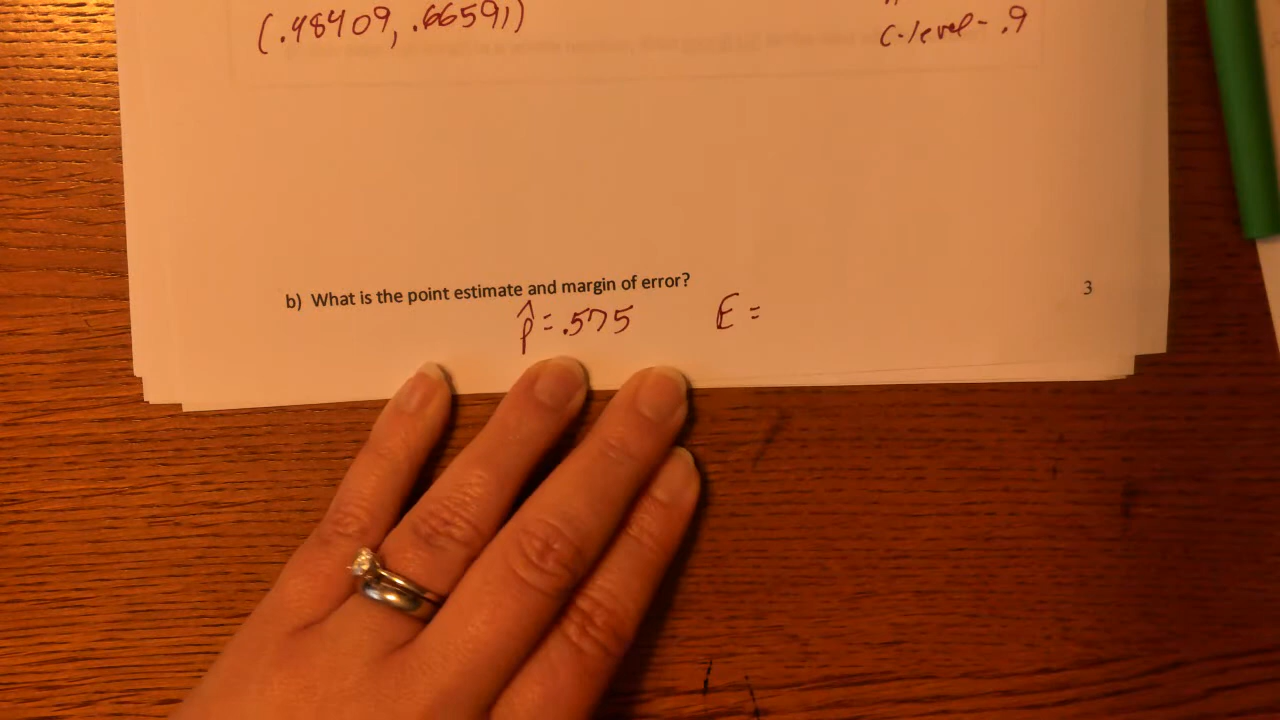 (.48409, .66591)
C-level - .9
b) What is the point estimate and margin of error?
3
p̂ = .575 E =